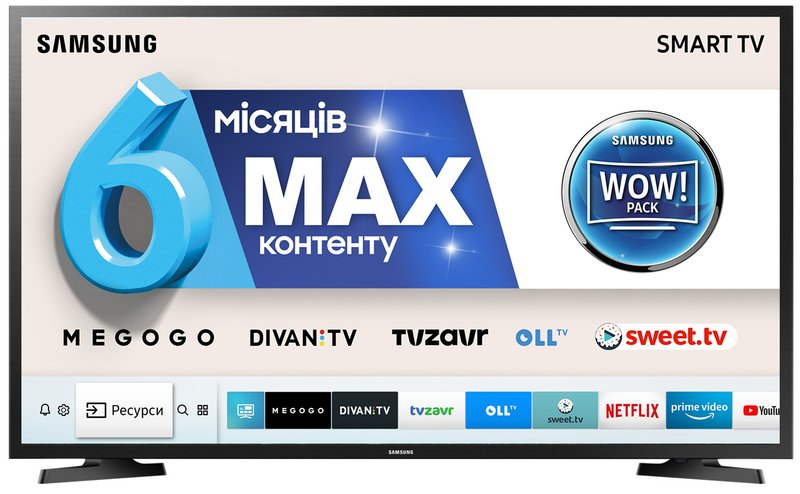 SAMSUNG
SMART TV
6
МІСЯЦІВ
MAX
КОНТЕНТУ
SAMSUNG
WOW!
PACK
MEGOGO
DIVAN:TV
TVZAVR
OLL TV
sweet.tv
Ресурси
MEGOGO
DIVAN:TV
tvzavr
OLL TV
sweet.tv
NETFLIX
prime video
YouTu
SAMSUNG